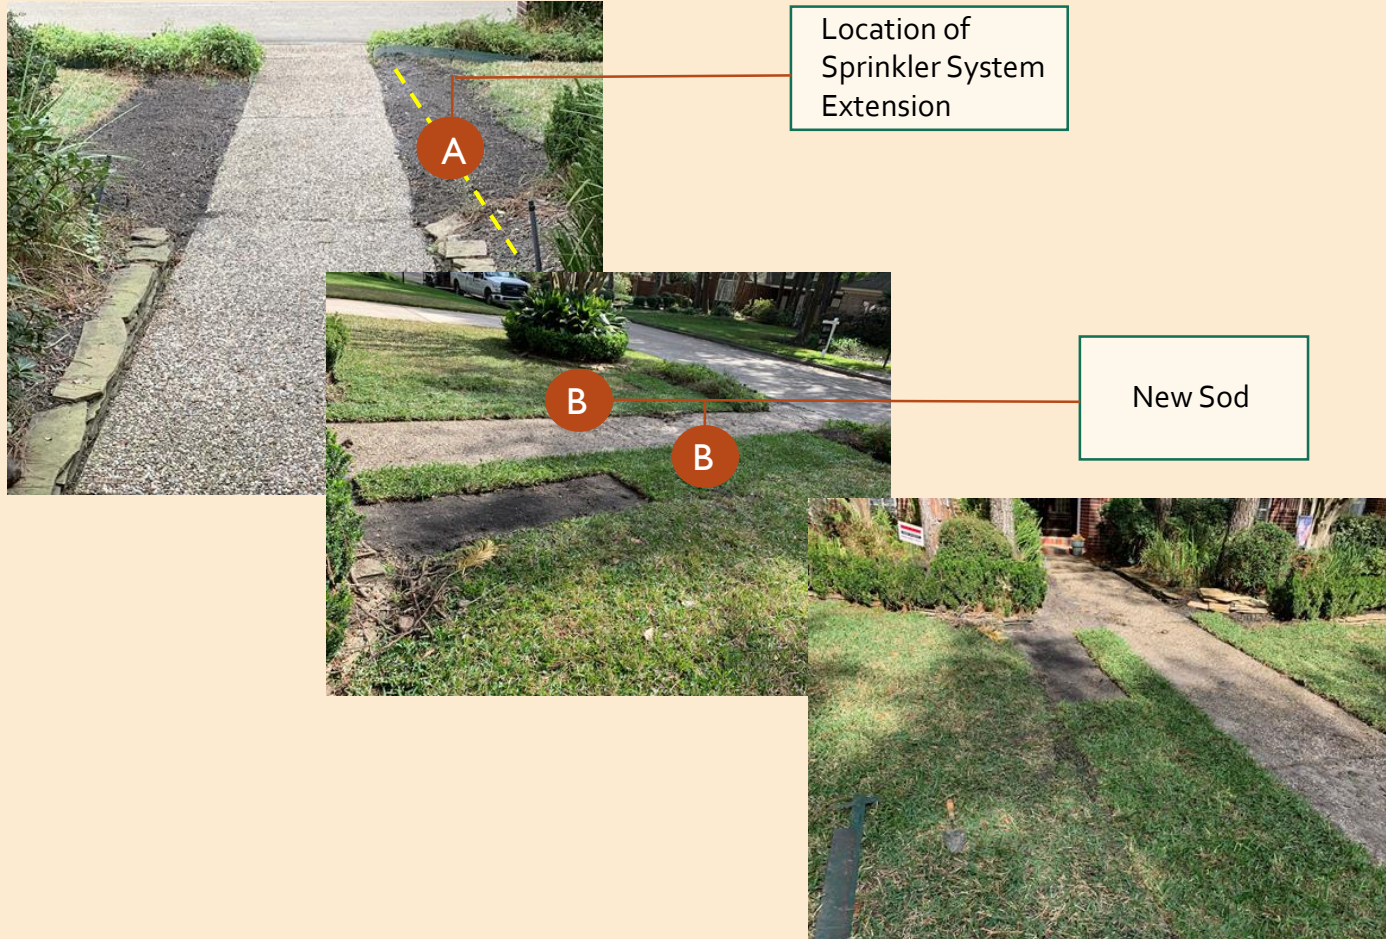 Location of
Sprinkler System
Extension
A
B
New Sod
B